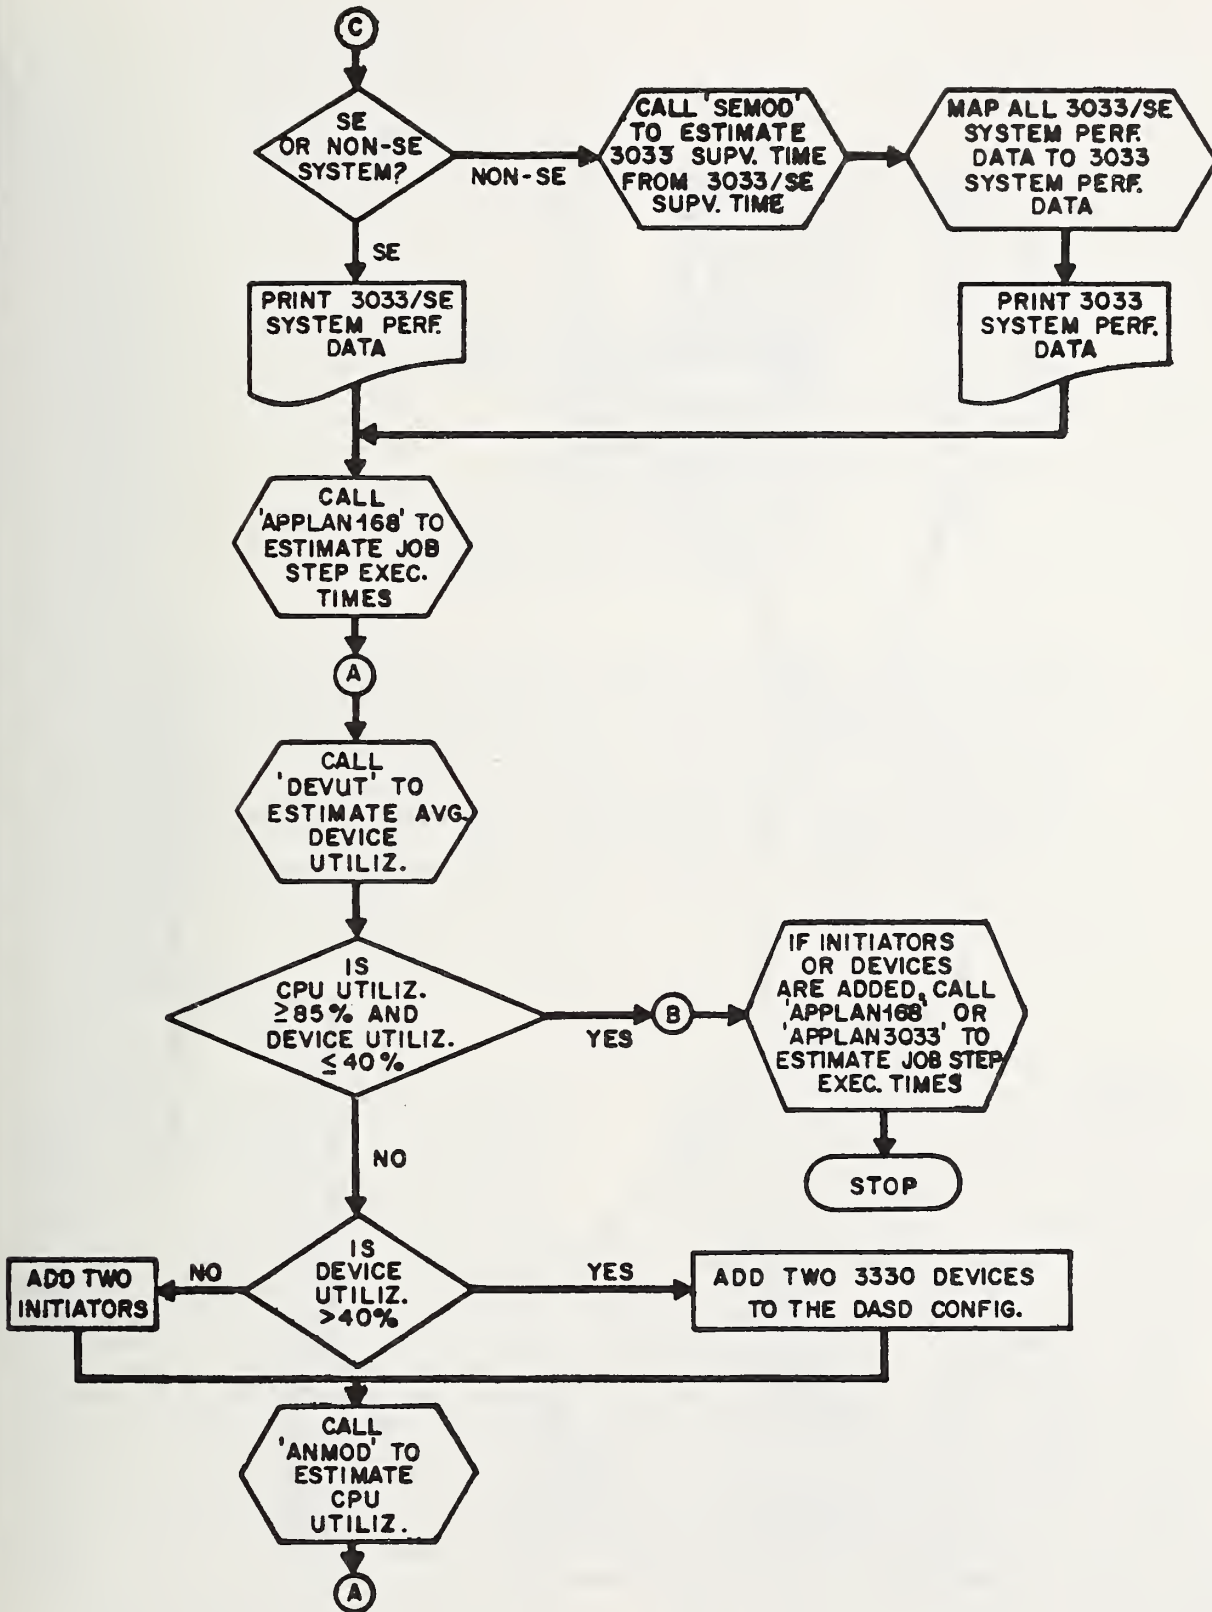 C
SE
OR NON-SE
SYSTEM?
NON-SE
CALL 'SEMOD'
TO ESTIMATE
3033 SUPV. TIME
FROM 3033/SE
SUPV. TIME
MAP ALL 3033/SE
SYSTEM PERF.
DATA TO 3033
SYSTEM PERF.
DATA
SE
PRINT 3033/SE
SYSTEM PERF.
DATA
PRINT 3033
SYSTEM PERF.
DATA
CALL
'APPLAN168' TO
ESTIMATE JOB
STEP EXEC.
TIMES
A
CALL
'DEVUT' TO
ESTIMATE AVG.
DEVICE
UTILIZ.
IS
CPU UTILIZ.
≥85% AND
DEVICE UTILIZ.
≤40%
YES
B
IF INITIATORS
OR DEVICES
ARE ADDED, CALL
'APPLAN168' OR
'APPLAN3033' TO
ESTIMATE JOB STEP
EXEC. TIMES
NO
STOP
IS
DEVICE
UTILIZ.
>40%
NO
ADD TWO
INITIATORS
YES
ADD TWO 3330 DEVICES
TO THE DASD CONFIG.
CALL
'ANMOD' TO
ESTIMATE
CPU
UTILIZ.
A